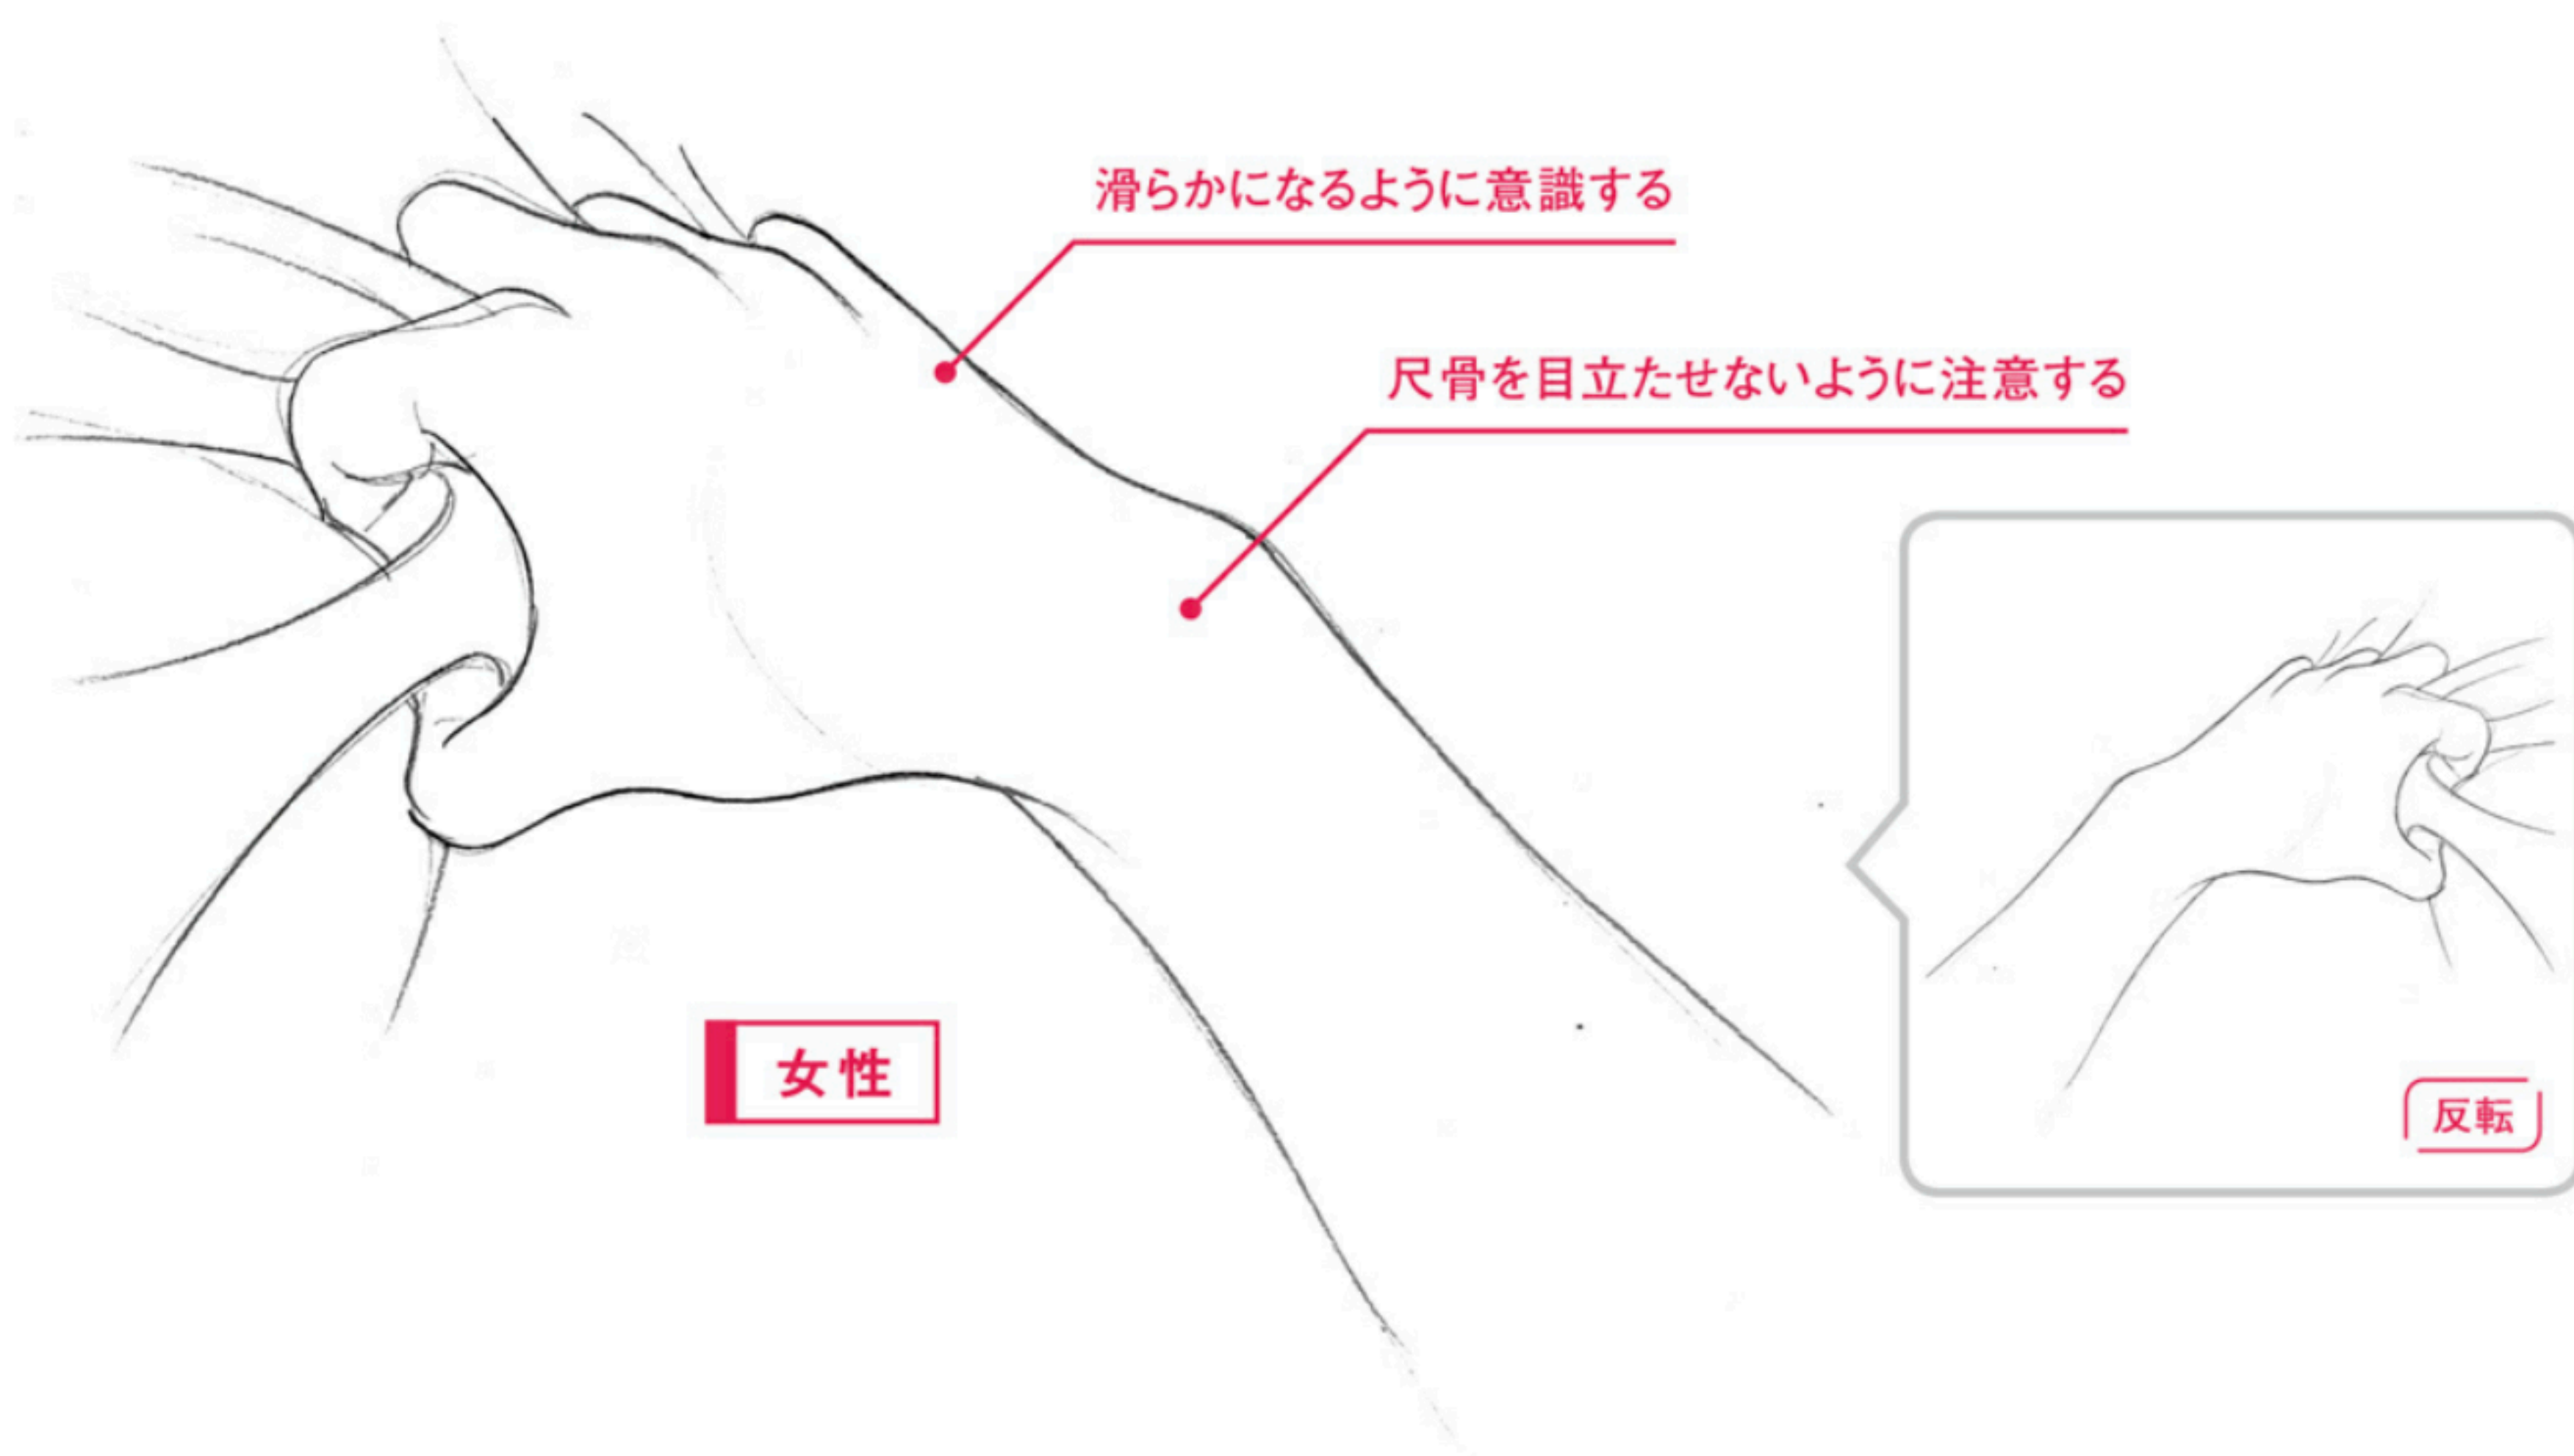 滑らかになるように意識する
尺骨を目立たせないように注意する
女性
反転